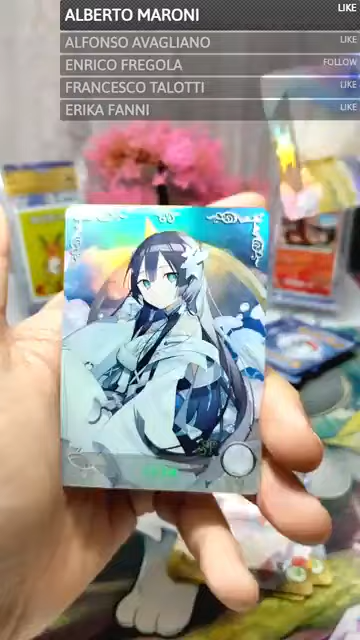 ALBERTO MARONI LIKE
ALFONSO AVAGLIANO LIKE
ENRICO FREGOLA FOLLOW
FRANCESCO TALOTTI LIKE
ERIKA FANNI LIKE